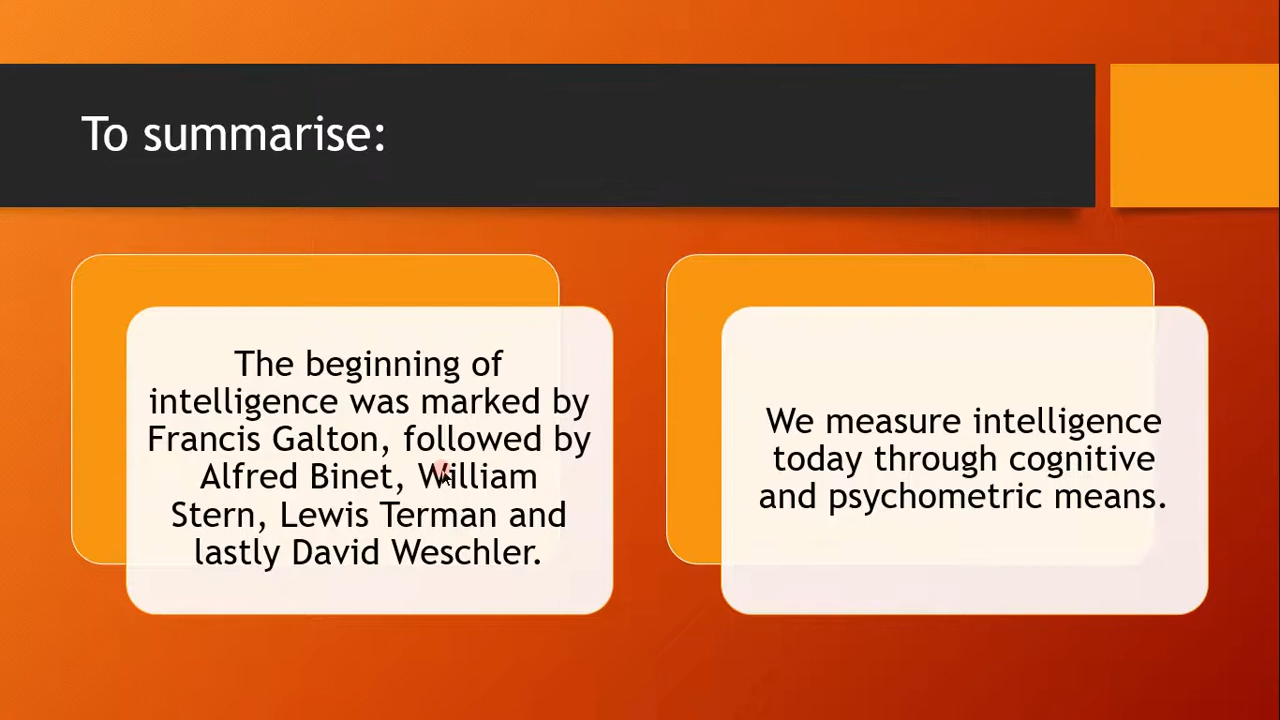 To summarise:
The beginning of
intelligence was marked by
Francis Galton, followed by
Alfred Binet, William
Stern, Lewis Terman and
lastly David Weschler.
We measure intelligence
today through cognitive
and psychometric means.